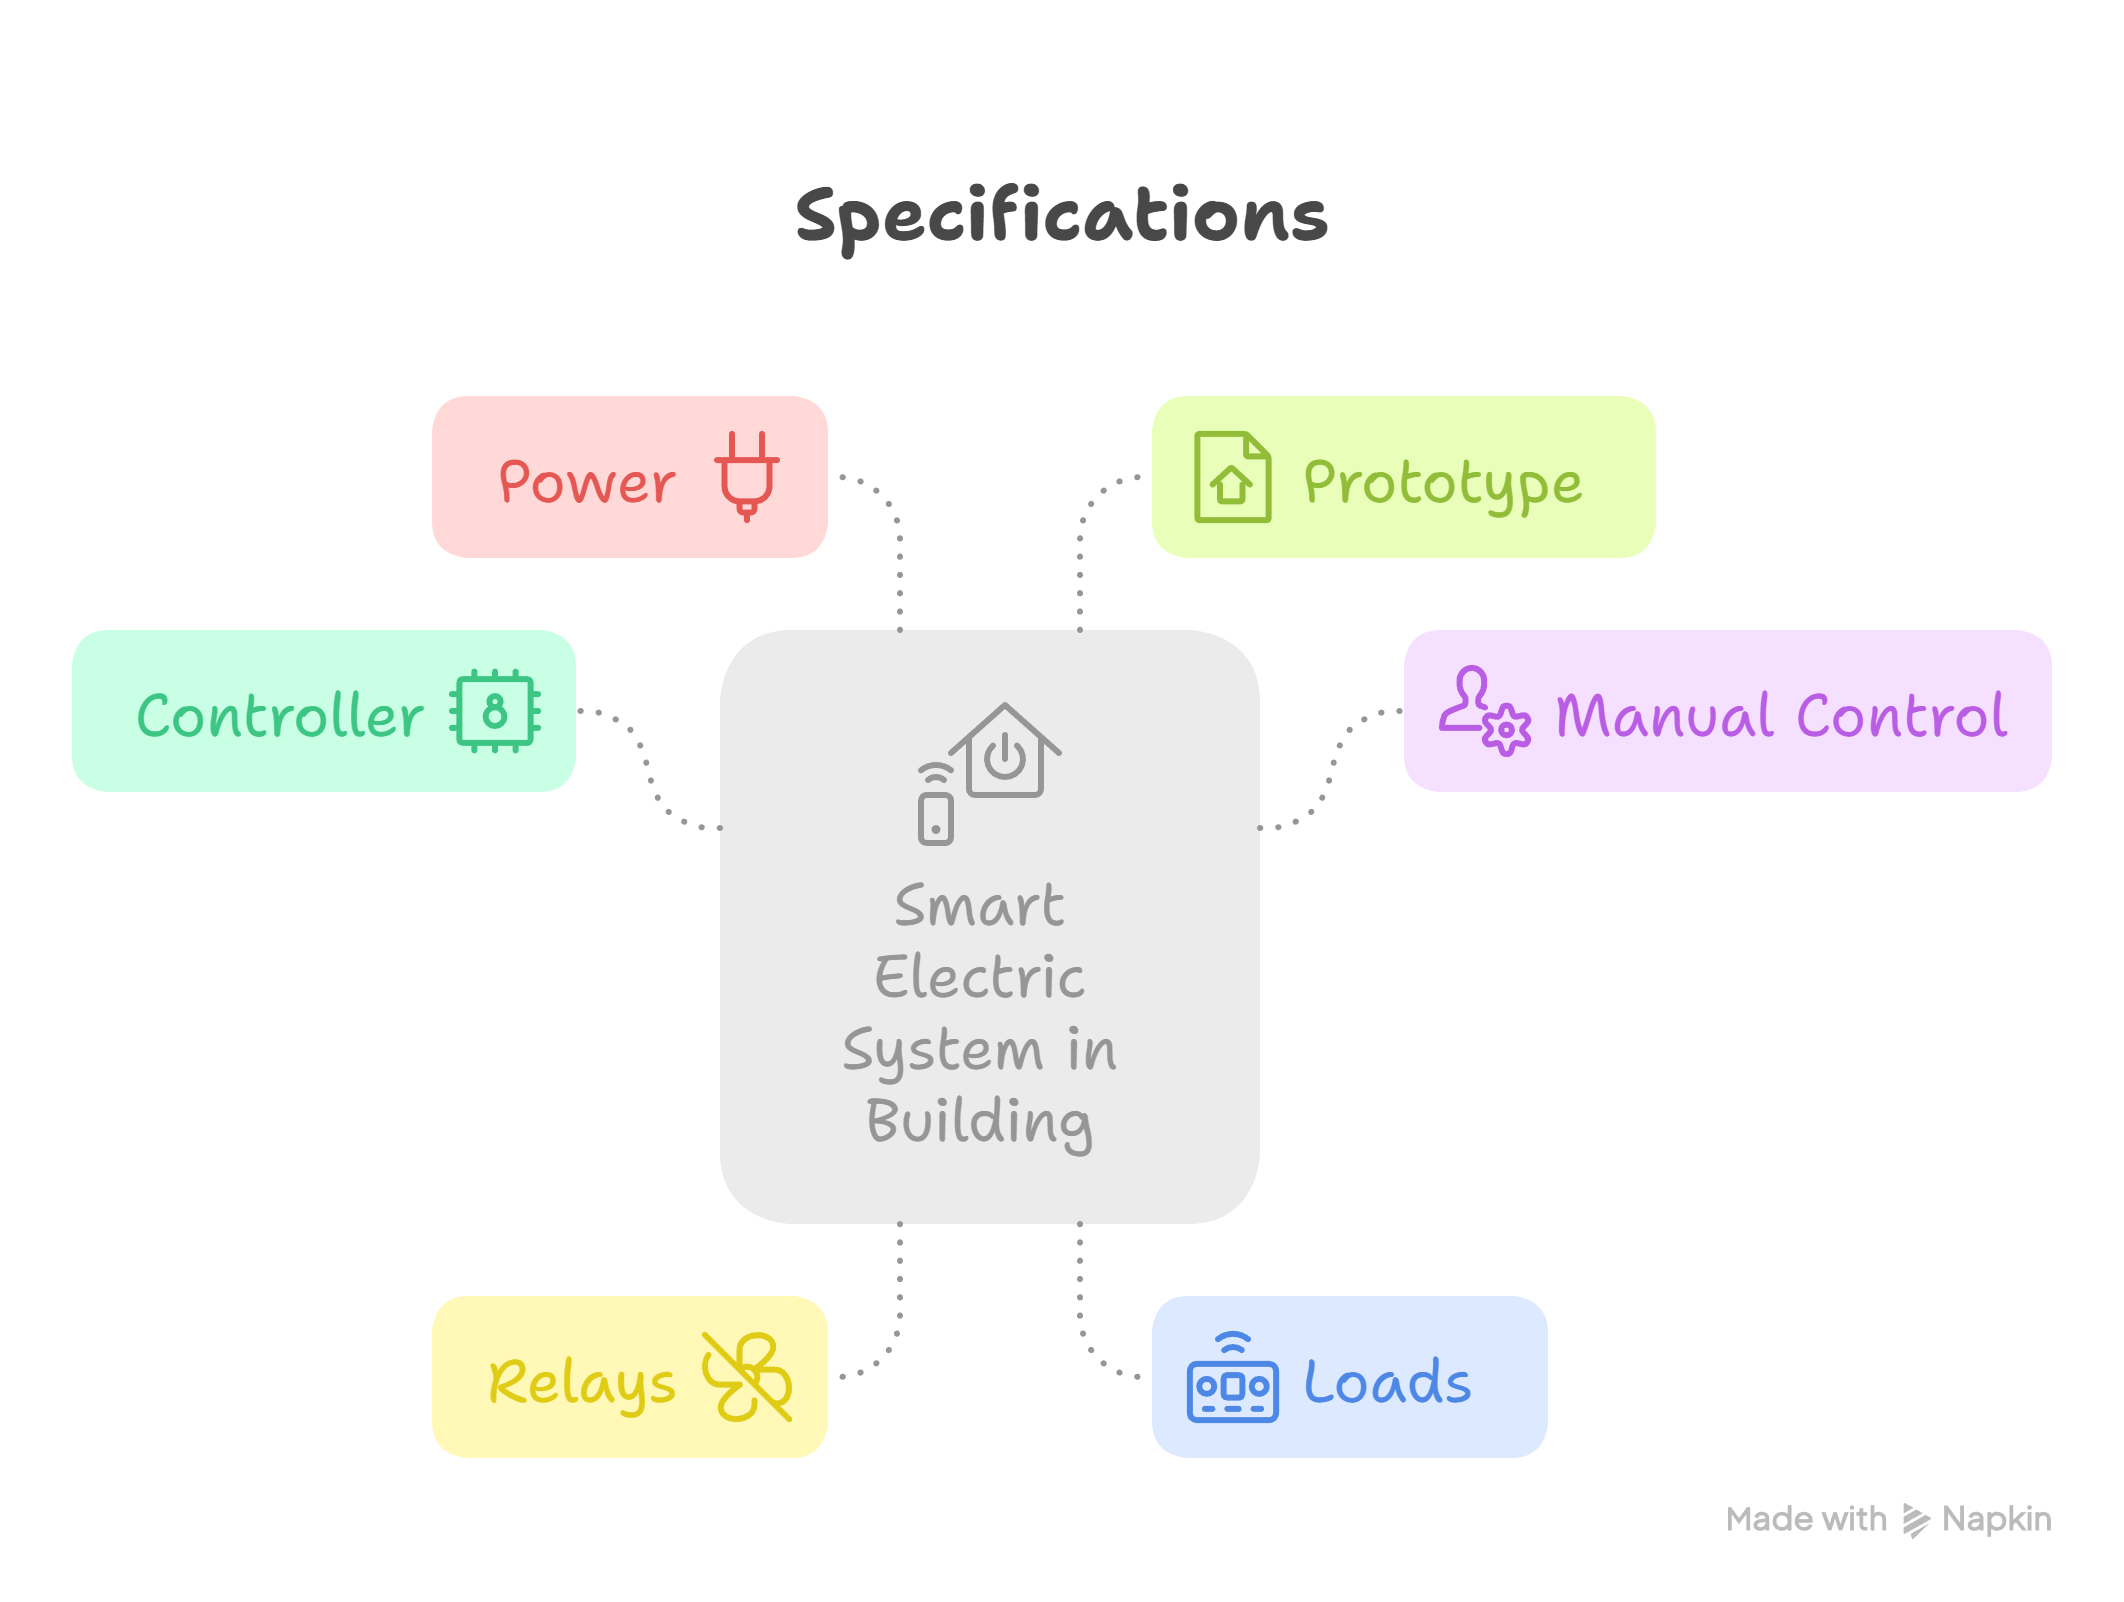 Specifications
Power
Prototype
Controller
8
Manual Control
Smart
Electric
System in
Building
Relays
Loads
Made with Napkin